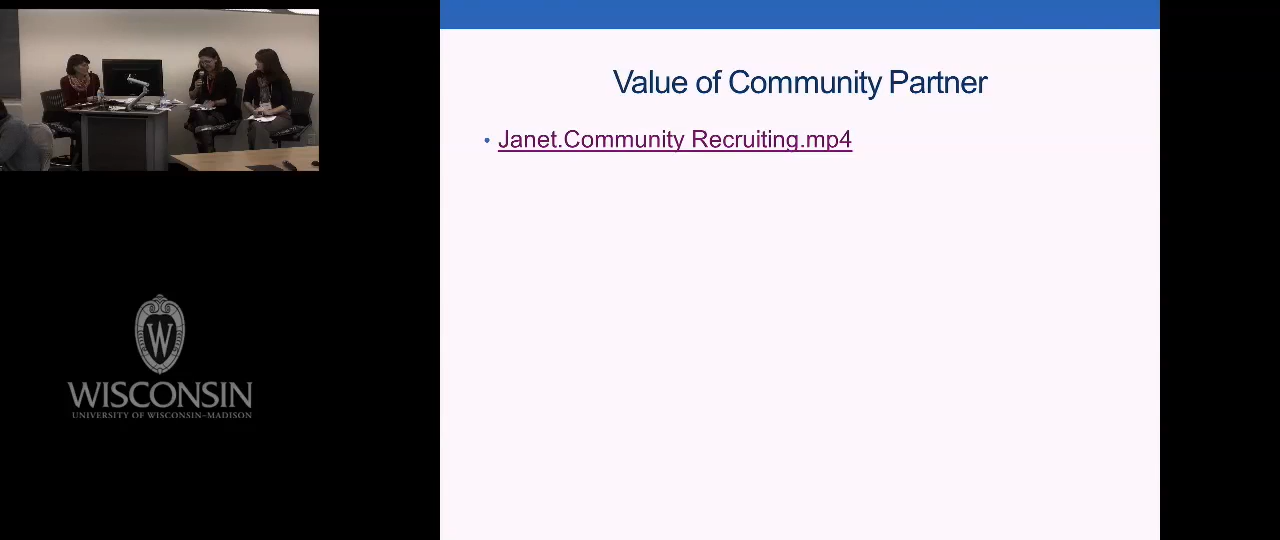 Value of Community Partner
• Janet.Community Recruiting.mp4
W
WISCONSIN
UNIVERSITY OF WISCONSIN–MADISON